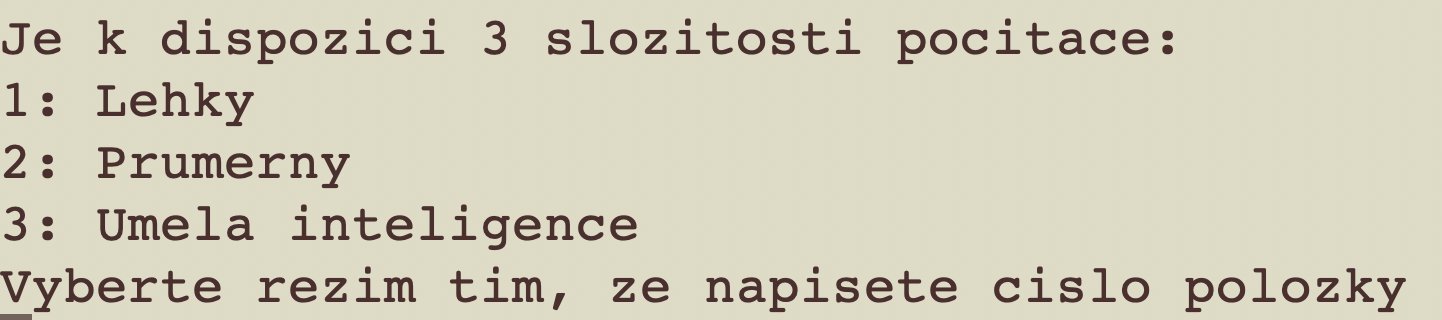 Je k dispozici 3 slozitosti pocitace:
1: Lehky
2: Prumerny
3: Umela inteligence
Vyberte rezim tim, ze napisete cislo polozky